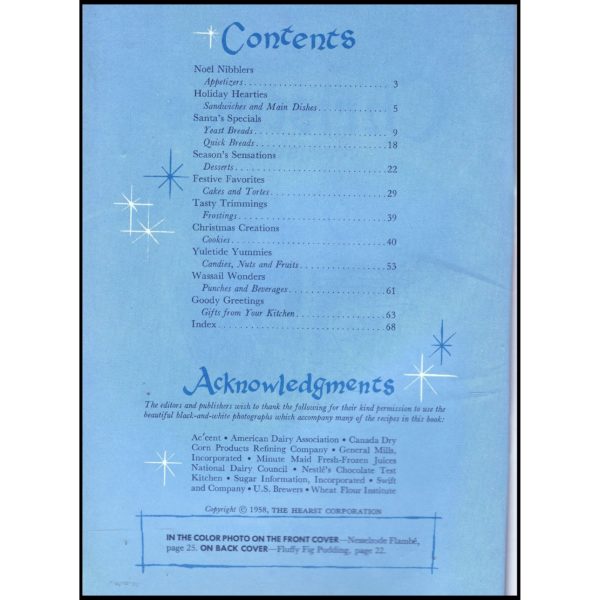 Contents
Noël Nibblers
Appetizers 3
Holiday Hearties
Sandwiches and Main Dishes 5
Santa's Specials
Yeast Breads 9
Quick Breads 18
Season's Sensations
Desserts 22
Festive Favorites
Cakes and Tortes 29
Tasty Trimmings
Frostings 39
Christmas Creations
Cookies 40
Yuletide Yummies
Candies, Nuts and Fruits 53
Wassail Wonders
Punches and Beverages 61
Goody Greetings
Gifts from Your Kitchen 63
Index 68
Acknowledgments
The editors and publishers wish to thank the following for their kind permission to use the
beautiful black-and-white photographs which accompany many of the recipes in this book:
Ac'cent • American Dairy Association • Canada Dry
Corn Products Refining Company • General Mills,
Incorporated • Minute Maid Fresh-Frozen Juices
National Dairy Council • Nestlé's Chocolate Test
Kitchen • Sugar Information, Incorporated • Swift
and Company • U.S. Brewers • Wheat Flour Institute
Copyright © 1958, THE HEARST CORPORATION
IN THE COLOR PHOTO ON THE FRONT COVER—Nesselrode Flambé,
page 25. ON BACK COVER—Fluffy Fig Pudding, page 22.